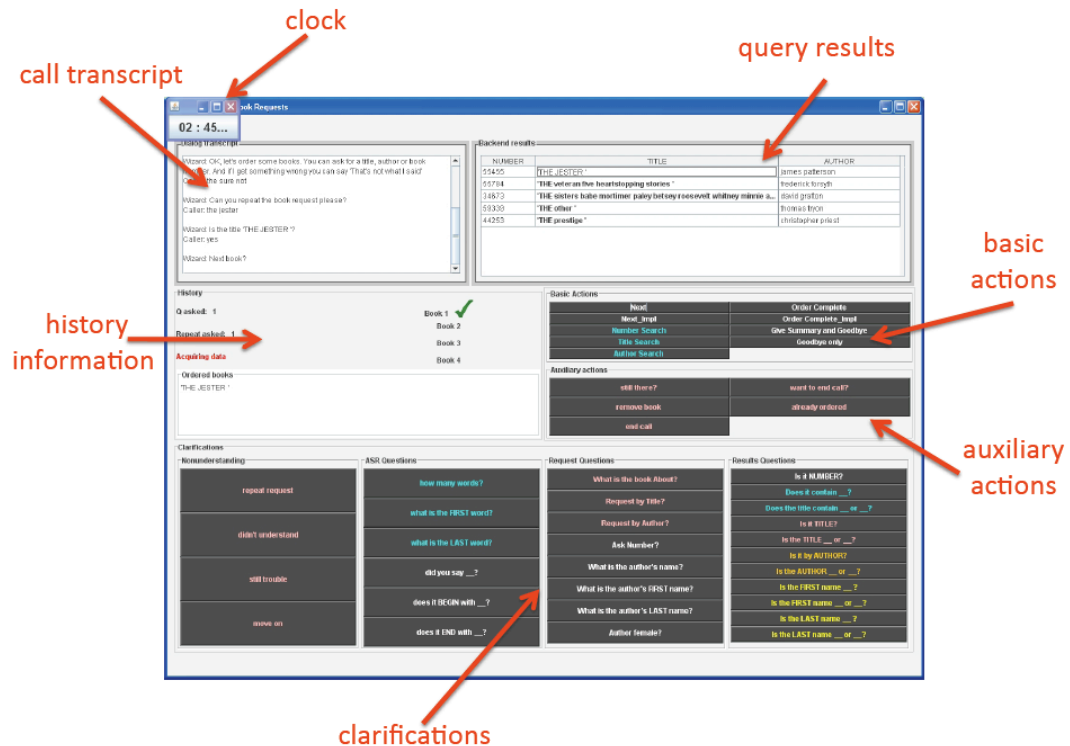 clock
call transcript
query results
basic
actions
history
information
auxiliary
actions
clarifications
ook Requests
02 : 45...
Dialog transcript
Wizard: OK, let's order some books. You can ask for a title, author or book
And if I get something wrong you can say 'That's not what I said'
the sure not
Wizard: Can you repeat the book request please?
Caller: the jester
Wizard: Is the title 'THE JESTER '?
Caller: yes
Wizard: Next book?
Backend results
NUMBER TITLE AUTHOR
'THE JESTER ' james patterson
'THE veteran five heartstopping stories ' frederick forsyth
'THE sisters babe mortimer paley betsey roosevelt whitney minnie a... david grafton
'THE other ' thomas tryon
'THE prestige ' christopher priest
History
Q asked: 1
Repeat asked: 1
Acquiring data
Book 1
Book 2
Book 3
Book 4
Ordered books
'THE JESTER '
Basic Actions
Next Order Complete
Next_Impl Order Complete_Impl
Number Search Give Summary and Goodbye
Title Search Goodbye only
Author Search
Auxiliary actions
still there? want to end call?
remove book already ordered
end call
Clarifications
Nonunderstanding
repeat request
didn't understand
still trouble
move on
ASR Questions
how many words?
what is the FIRST word?
what is the LAST word?
did you say __?
does it BEGIN with __?
does it END with __?
Request Questions
What is the book About?
Request by Title?
Request by Author?
Ask Number?
What is the author's name?
What is the author's FIRST name?
What is the author's LAST name?
Author female?
Results Questions
Is it NUMBER?
Does it contain __?
Does the title contain __ or __?
Is it TITLE?
Is the TITLE __ or __?
Is it by AUTHOR?
Is the AUTHOR __ or __?
Is the FIRST name __?
Is the FIRST name __ or __?
Is the LAST name __?
Is the LAST name __ or __?